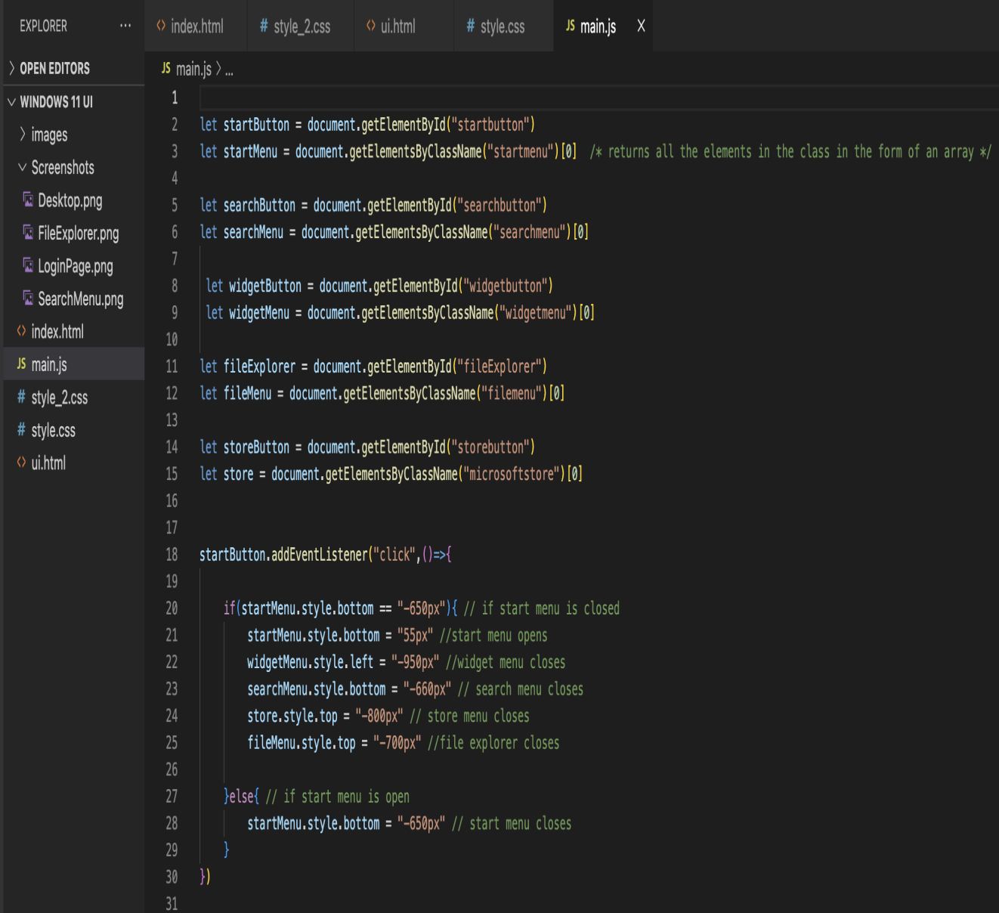 EXPLORER ···
index.html
style_2.css
ui.html
style.css
JS main.js
OPEN EDITORS
WINDOWS 11 UI
images
Screenshots
Desktop.png
FileExplorer.png
LoginPage.png
SearchMenu.png
<> index.html
JS main.js
# style_2.css
# style.css
<> ui.html
JS main.js > ...
1
2 let startButton = document.getElementById("startbutton")
3 let startMenu = document.getElementsByClassName("startmenu")[0] /* returns all the elements in the class in the form of an array */
4
5 let searchButton = document.getElementById("searchbutton")
6 let searchMenu = document.getElementsByClassName("searchmenu")[0]
7
8 let widgetButton = document.getElementById("widgetbutton")
9 let widgetMenu = document.getElementsByClassName("widgetmenu")[0]
10
11 let fileExplorer = document.getElementById("fileExplorer")
12 let fileMenu = document.getElementsByClassName("filemenu")[0]
13
14 let storeButton = document.getElementById("storebutton")
15 let store = document.getElementsByClassName("microsoftstore")[0]
16
17
18 startButton.addEventListener("click",()=>{
19
20 if(startMenu.style.bottom == "-650px"){ // if start menu is closed
21 startMenu.style.bottom = "55px" //start menu opens
22 widgetMenu.style.left = "-950px" //widget menu closes
23 searchMenu.style.bottom = "-660px" // search menu closes
24 store.style.top = "-800px" // store menu closes
25 fileMenu.style.top = "-700px" //file explorer closes
26
27 }else{ // if start menu is open
28 startMenu.style.bottom = "-650px" // start menu closes
29 }
30 })
31